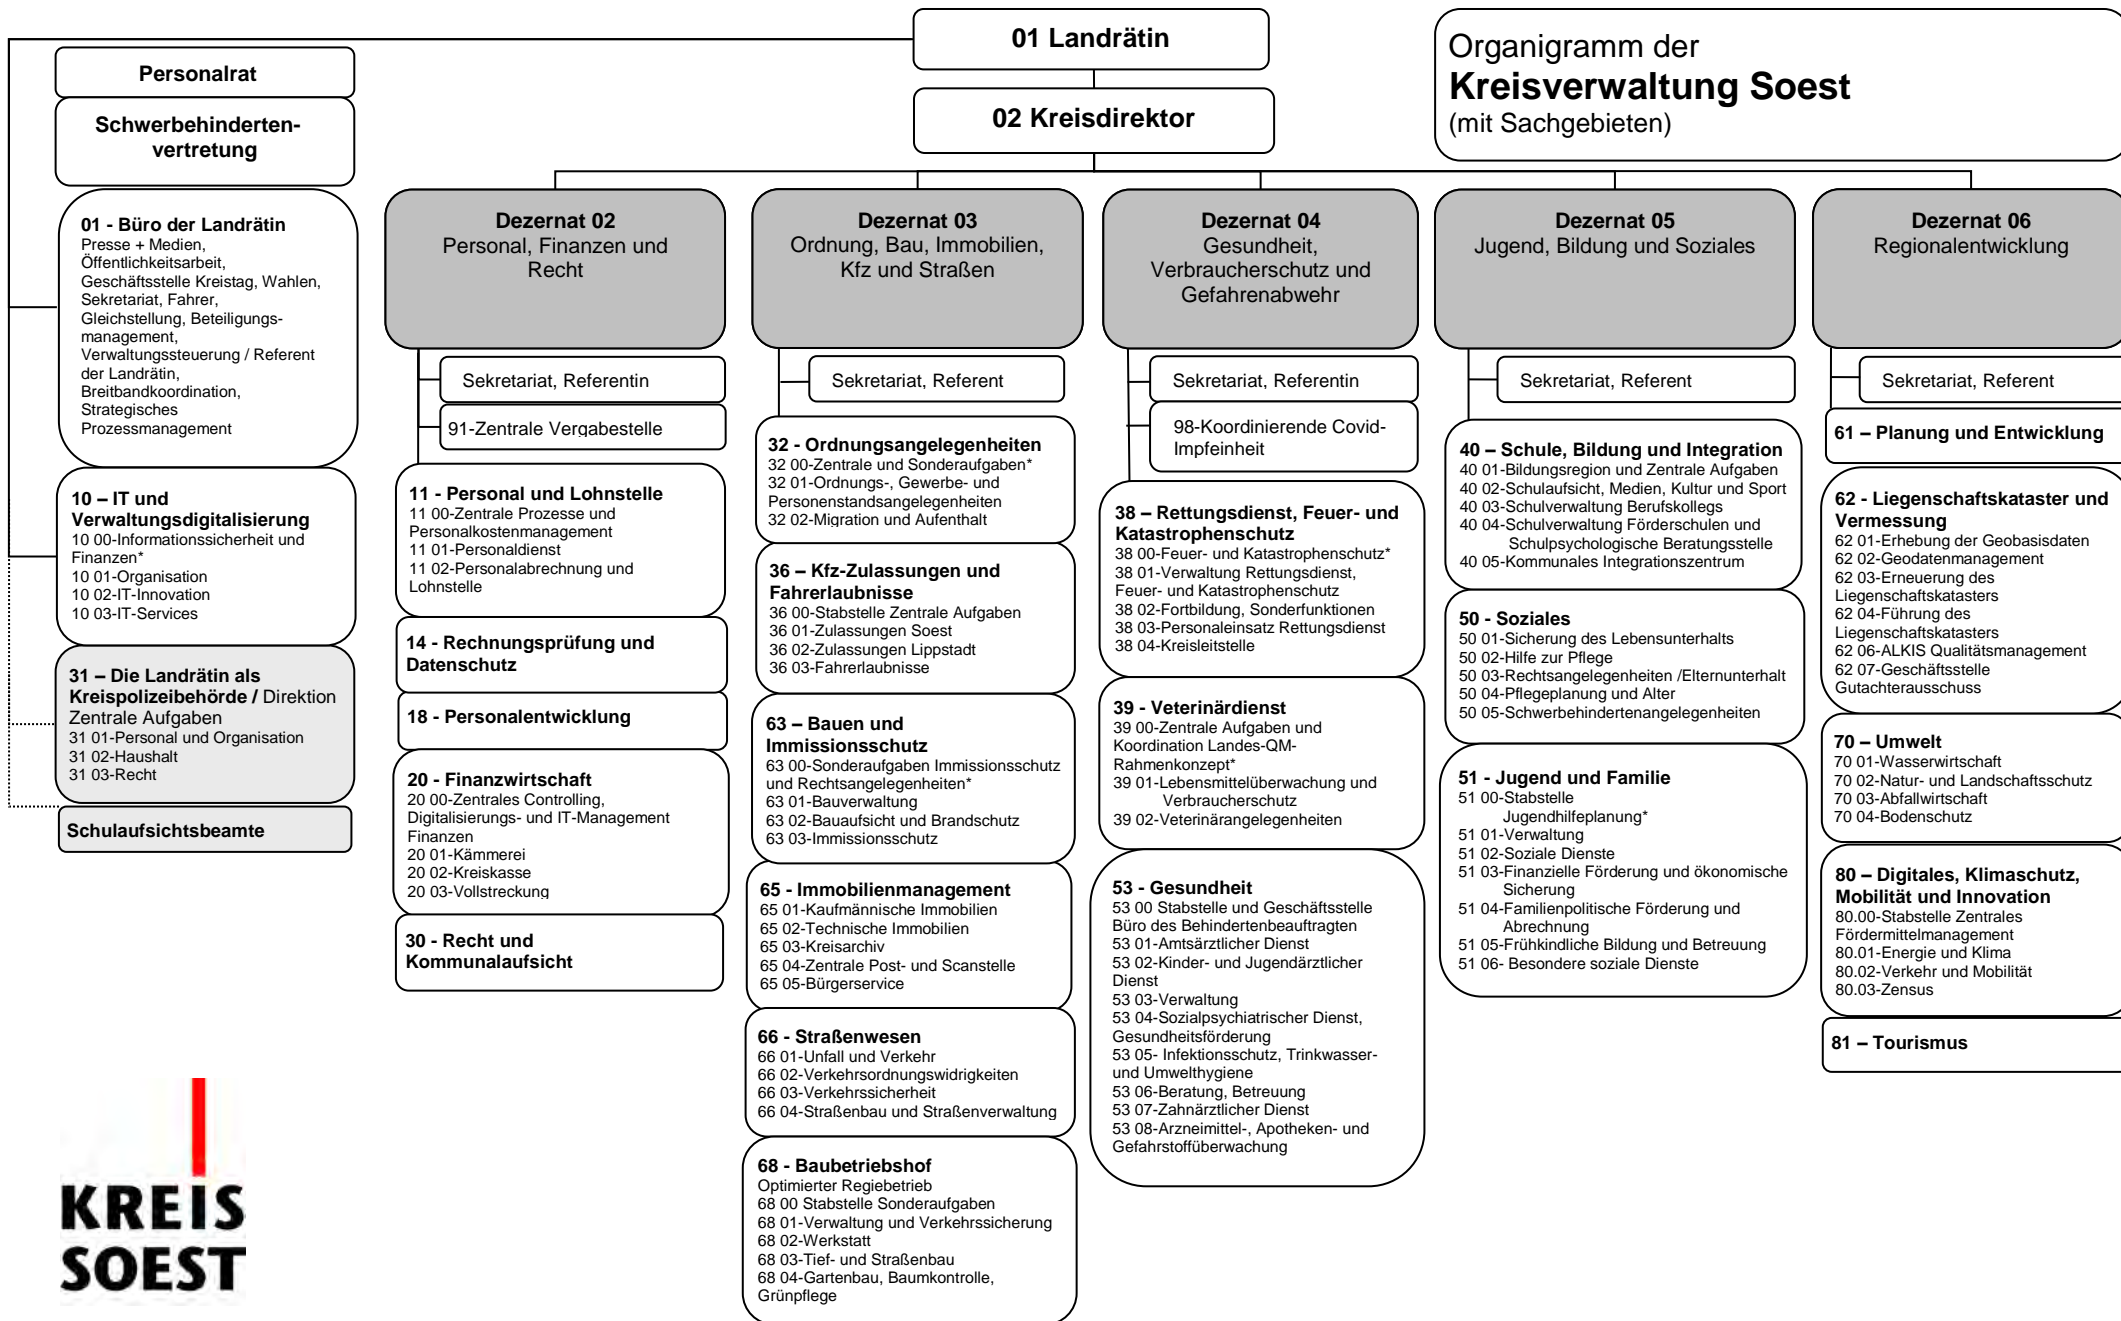 01 Landrätin
02 Kreisdirektor
Organigramm der
Kreisverwaltung Soest
(mit Sachgebieten)
Personalrat
Schwerbehinderten-
vertretung
01 - Büro der Landrätin
Presse + Medien,
Öffentlichkeitsarbeit,
Geschäftsstelle Kreistag, Wahlen,
Sekretariat, Fahrer,
Gleichstellung, Beteiligungs-
management,
Verwaltungssteuerung / Referent
der Landrätin,
Breitbandkoordination,
Strategisches
Prozessmanagement
10 – IT und
Verwaltungsdigitalisierung
10 00-Informationssicherheit und
Finanzen*
10 01-Organisation
10 02-IT-Innovation
10 03-IT-Services
31 – Die Landrätin als
Kreispolizeibehörde / Direktion
Zentrale Aufgaben
31 01-Personal und Organisation
31 02-Haushalt
31 03-Recht
Schulaufsichtsbeamte
Dezernat 02
Personal, Finanzen und
Recht
Sekretariat, Referentin
91-Zentrale Vergabestelle
11 - Personal und Lohnstelle
11 00-Zentrale Prozesse und
Personalkostenmanagement
11 01-Personaldienst
11 02-Personalabrechnung und
Lohnstelle
14 - Rechnungsprüfung und
Datenschutz
18 - Personalentwicklung
20 - Finanzwirtschaft
20 00-Zentrales Controlling,
Digitalisierungs- und IT-Management
Finanzen
20 01-Kämmerei
20 02-Kreiskasse
20 03-Vollstreckung
30 - Recht und
Kommunalaufsicht
Dezernat 03
Ordnung, Bau, Immobilien,
Kfz und Straßen
Sekretariat, Referent
32 - Ordnungsangelegenheiten
32 00-Zentrale und Sonderaufgaben*
32 01-Ordnungs-, Gewerbe- und
Personenstandsangelegenheiten
32 02-Migration und Aufenthalt
36 – Kfz-Zulassungen und
Fahrerlaubnisse
36 00-Stabstelle Zentrale Aufgaben
36 01-Zulassungen Soest
36 02-Zulassungen Lippstadt
36 03-Fahrerlaubnisse
63 – Bauen und
Immissionsschutz
63 00-Sonderaufgaben Immissionsschutz
und Rechtsangelegenheiten*
63 01-Bauverwaltung
63 02-Bauaufsicht und Brandschutz
63 03-Immissionsschutz
65 - Immobilienmanagement
65 01-Kaufmännische Immobilien
65 02-Technische Immobilien
65 03-Kreisarchiv
65 04-Zentrale Post- und Scanstelle
65 05-Bürgerservice
66 - Straßenwesen
66 01-Unfall und Verkehr
66 02-Verkehrsordnungswidrigkeiten
66 03-Verkehrssicherheit
66 04-Straßenbau und Straßenverwaltung
68 - Baubetriebshof
Optimierter Regiebetrieb
68 00 Stabstelle Sonderaufgaben
68 01-Verwaltung und Verkehrssicherung
68 02-Werkstatt
68 03-Tief- und Straßenbau
68 04-Gartenbau, Baumkontrolle,
Grünpflege
Dezernat 04
Gesundheit,
Verbraucherschutz und
Gefahrenabwehr
Sekretariat, Referentin
98-Koordinierende Covid-
Impfeinheit
38 – Rettungsdienst, Feuer- und
Katastrophenschutz
38 00-Feuer- und Katastrophenschutz*
38 01-Verwaltung Rettungsdienst,
Feuer- und Katastrophenschutz
38 02-Fortbildung, Sonderfunktionen
38 03-Personaleinsatz Rettungsdienst
38 04-Kreisleitstelle
39 - Veterinärdienst
39 00-Zentrale Aufgaben und
Koordination Landes-QM-
Rahmenkonzept*
39 01-Lebensmittelüberwachung und
Verbraucherschutz
39 02-Veterinärangelegenheiten
53 - Gesundheit
53 00 Stabstelle und Geschäftsstelle
Büro des Behindertenbeauftragten
53 01-Amtsärztlicher Dienst
53 02-Kinder- und Jugendärztlicher
Dienst
53 03-Verwaltung
53 04-Sozialpsychiatrischer Dienst,
Gesundheitsförderung
53 05- Infektionsschutz, Trinkwasser-
und Umwelthygiene
53 06-Beratung, Betreuung
53 07-Zahnärztlicher Dienst
53 08-Arzneimittel-, Apotheken- und
Gefahrstoffüberwachung
Dezernat 05
Jugend, Bildung und Soziales
Sekretariat, Referent
40 – Schule, Bildung und Integration
40 01-Bildungsregion und Zentrale Aufgaben
40 02-Schulaufsicht, Medien, Kultur und Sport
40 03-Schulverwaltung Berufskollegs
40 04-Schulverwaltung Förderschulen und
Schulpsychologische Beratungsstelle
40 05-Kommunales Integrationszentrum
50 - Soziales
50 01-Sicherung des Lebensunterhalts
50 02-Hilfe zur Pflege
50 03-Rechtsangelegenheiten /Elternunterhalt
50 04-Pflegeplanung und Alter
50 05-Schwerbehindertenangelegenheiten
51 - Jugend und Familie
51 00-Stabstelle
Jugendhilfeplanung*
51 01-Verwaltung
51 02-Soziale Dienste
51 03-Finanzielle Förderung und ökonomische
Sicherung
51 04-Familienpolitische Förderung und
Abrechnung
51 05-Frühkindliche Bildung und Betreuung
51 06- Besondere soziale Dienste
Dezernat 06
Regionalentwicklung
Sekretariat, Referent
61 – Planung und Entwicklung
62 - Liegenschaftskataster und
Vermessung
62 01-Erhebung der Geobasisdaten
62 02-Geodatenmanagement
62 03-Erneuerung des
Liegenschaftskatasters
62 04-Führung des
Liegenschaftskatasters
62 06-ALKIS Qualitätsmanagement
62 07-Geschäftsstelle
Gutachterausschuss
70 – Umwelt
70 01-Wasserwirtschaft
70 02-Natur- und Landschaftsschutz
70 03-Abfallwirtschaft
70 04-Bodenschutz
80 – Digitales, Klimaschutz,
Mobilität und Innovation
80.00-Stabstelle Zentrales
Fördermittelmanagement
80.01-Energie und Klima
80.02-Verkehr und Mobilität
80.03-Zensus
81 – Tourismus
KREIS
SOEST